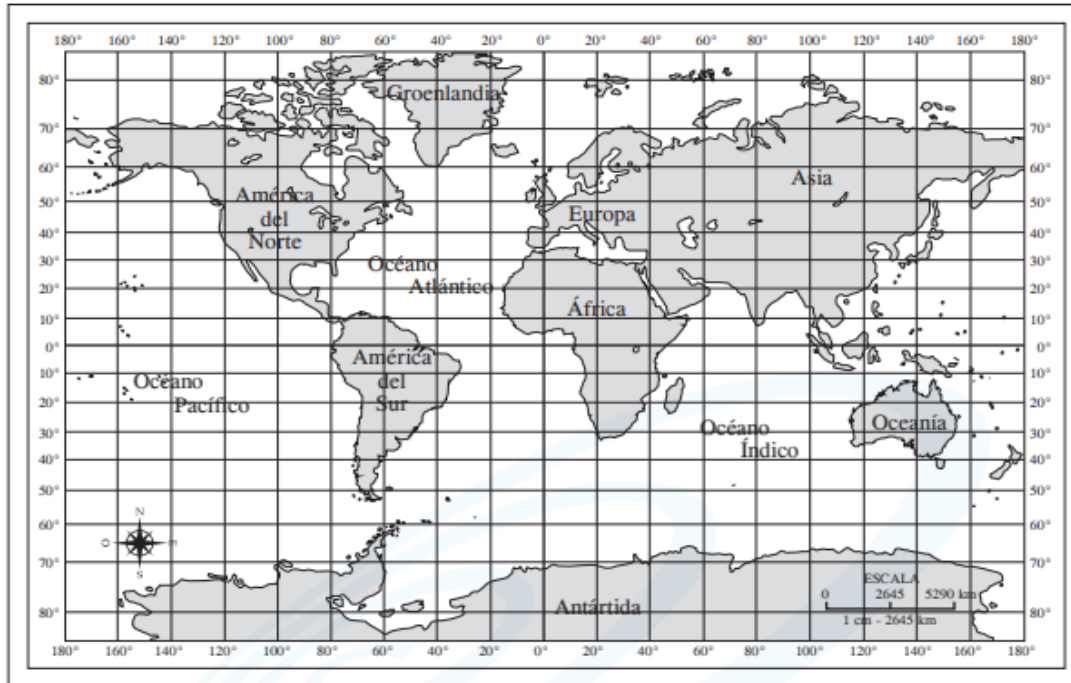 180° 160° 140° 120° 100° 80° 60° 40° 20° 0° 20° 40° 60° 80° 100° 120° 140° 160° 180°
80° 80°
Groenlandia
70° 70°
60° 60°
Asia
América
del
Norte
50° 50°
Europa
40° 40°
30° 30°
Océano
Atlántico
20° 20°
África
10° 10°
0° 0°
América
del
Sur
10° 10°
Océano
Pacífico
20° 20°
Oceanía
30° 30°
Océano
Índico
40° 40°
50° 50°
60° 60°
N
O E
S
70° 70°
ESCALA
0 2645 5290 km
1 cm - 2645 km
Antártida
80° 80°
180° 160° 140° 120° 100° 80° 60° 40° 20° 0° 20° 40° 60° 80° 100° 120° 140° 160° 180°